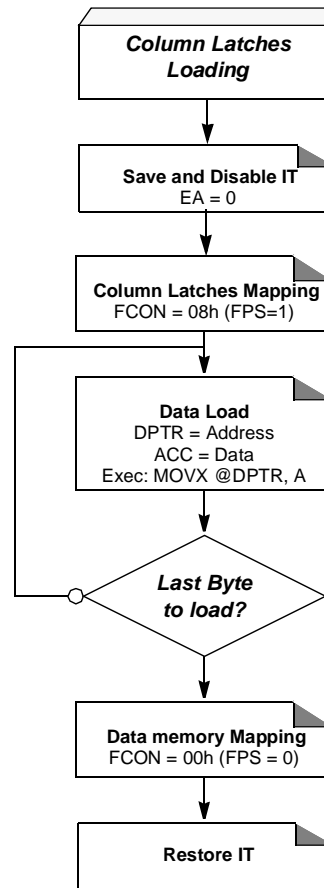 Column Latches
Loading
Save and Disable IT
EA = 0
Column Latches Mapping
FCON = 08h (FPS=1)
Data Load
DPTR = Address
ACC = Data
Exec: MOVX @DPTR, A
Last Byte
to load?
Data memory Mapping
FCON = 00h (FPS = 0)
Restore IT